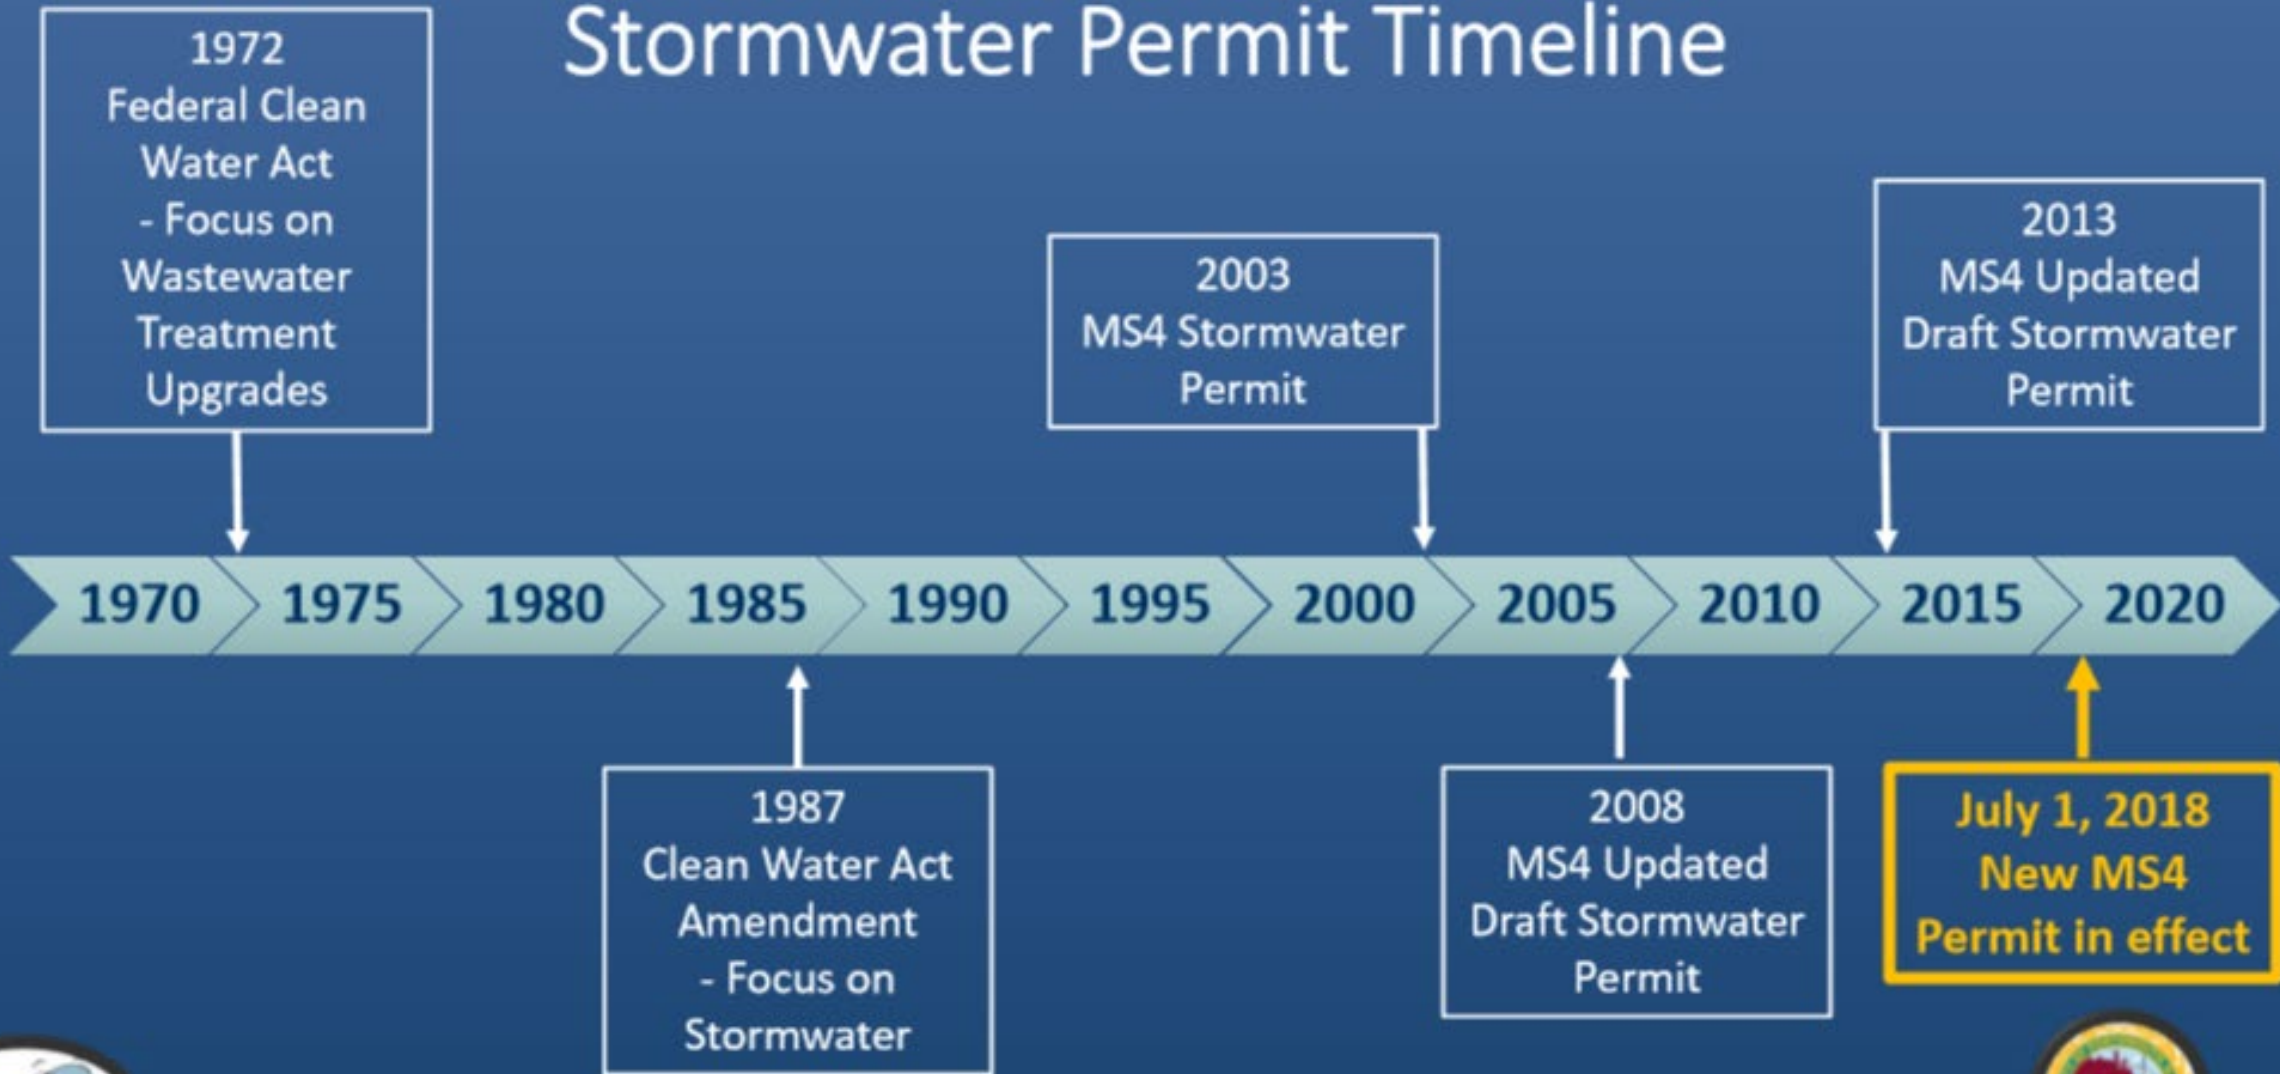 Stormwater Permit Timeline
1972
Federal Clean
Water Act
- Focus on
Wastewater
Treatment
Upgrades
2003
MS4 Stormwater
Permit
2013
MS4 Updated
Draft Stormwater
Permit
1970 1975 1980 1985 1990 1995 2000 2005 2010 2015 2020
1987
Clean Water Act
Amendment
- Focus on
Stormwater
2008
MS4 Updated
Draft Stormwater
Permit
July 1, 2018
New MS4
Permit in effect